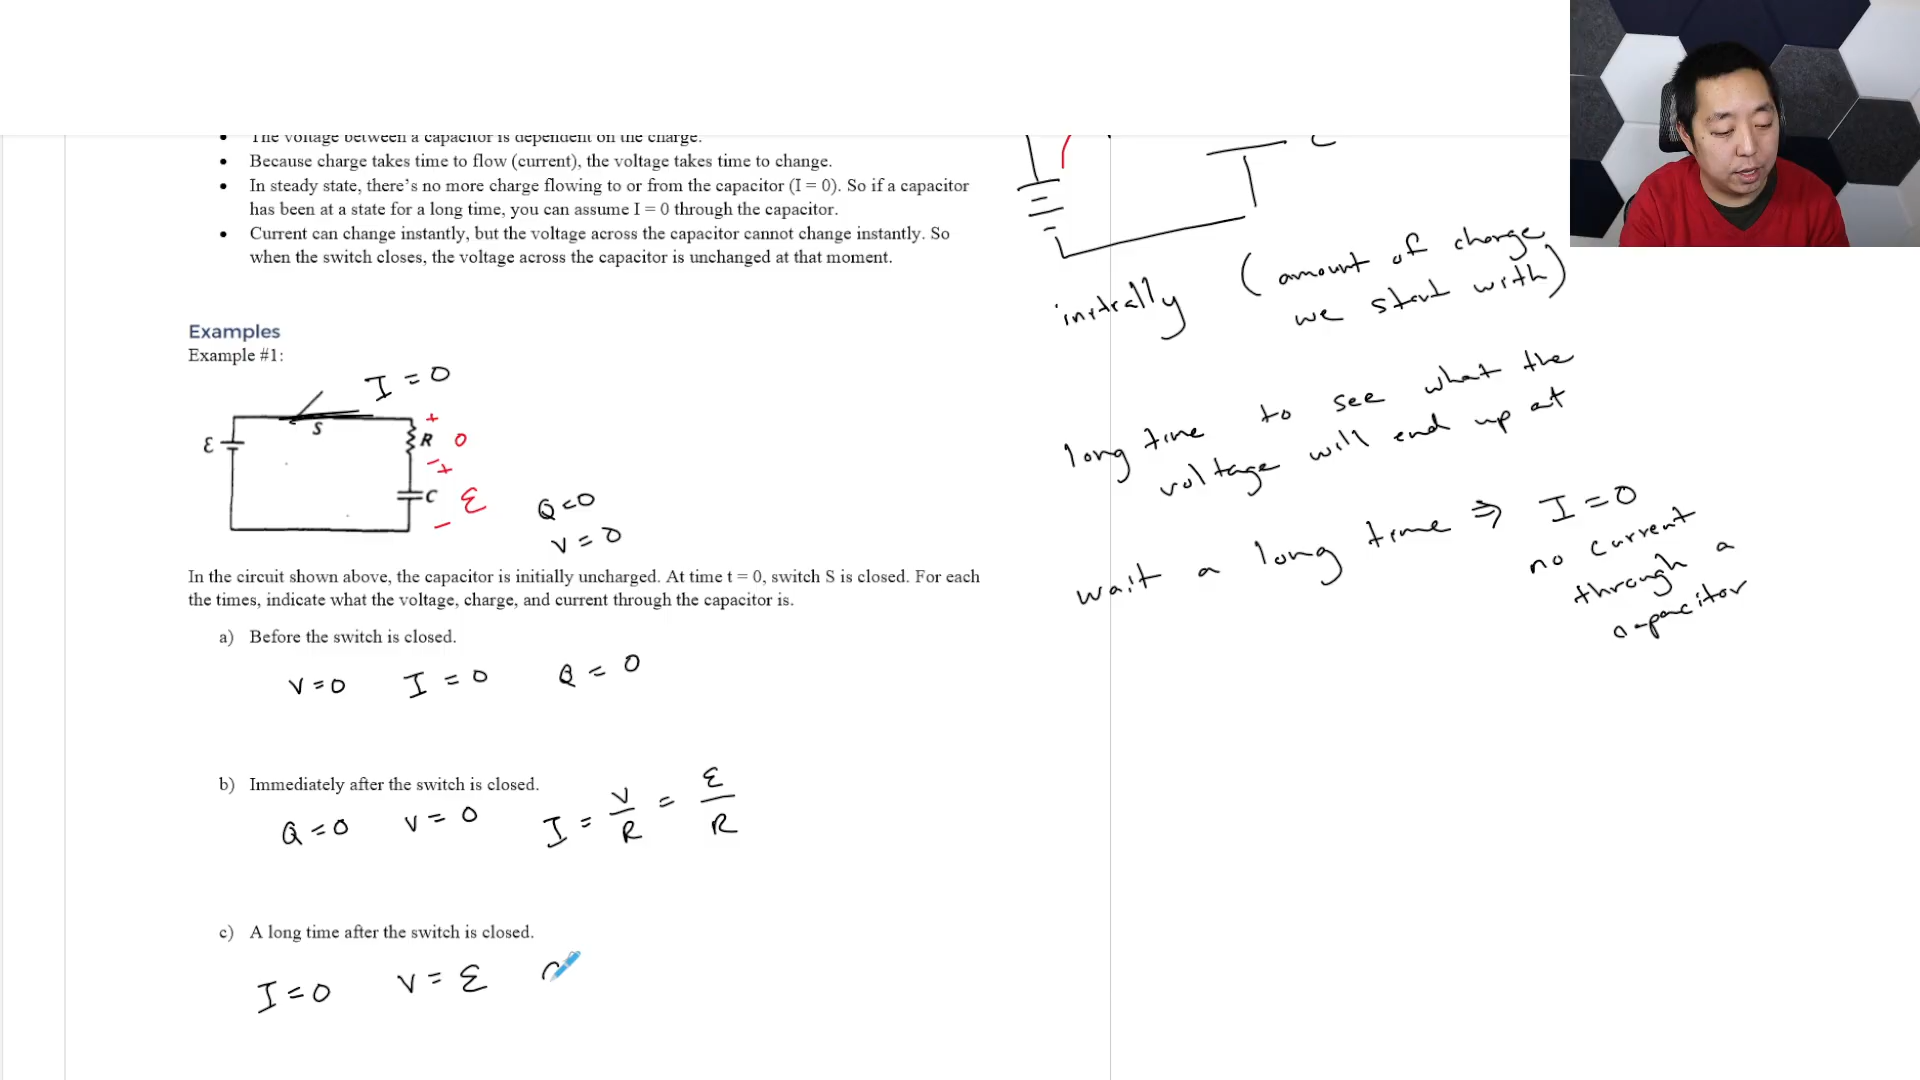 • The voltage between a capacitor is dependent on the charge.
• Because charge takes time to flow (current), the voltage takes time to change.
• In steady state, there's no more charge flowing to or from the capacitor (I = 0). So if a capacitor
has been at a state for a long time, you can assume I = 0 through the capacitor.
• Current can change instantly, but the voltage across the capacitor cannot change instantly. So
when the switch closes, the voltage across the capacitor is unchanged at that moment.
Examples
Example #1:
I = 0
S
+
R 0
ε
- +
C ε
-
Q = 0
V = 0
In the circuit shown above, the capacitor is initially uncharged. At time t = 0, switch S is closed. For each
the times, indicate what the voltage, charge, and current through the capacitor is.
a) Before the switch is closed.
V = 0 I = 0 Q = 0
b) Immediately after the switch is closed.
Q = 0 V = 0 I = V/R = ε/R
c) A long time after the switch is closed.
I = 0 V = ε
C
initially (amount of charge
we start with)
long time to see what the
voltage will end up at
wait a long time ⇒ I = 0
no current
through a
capacitor